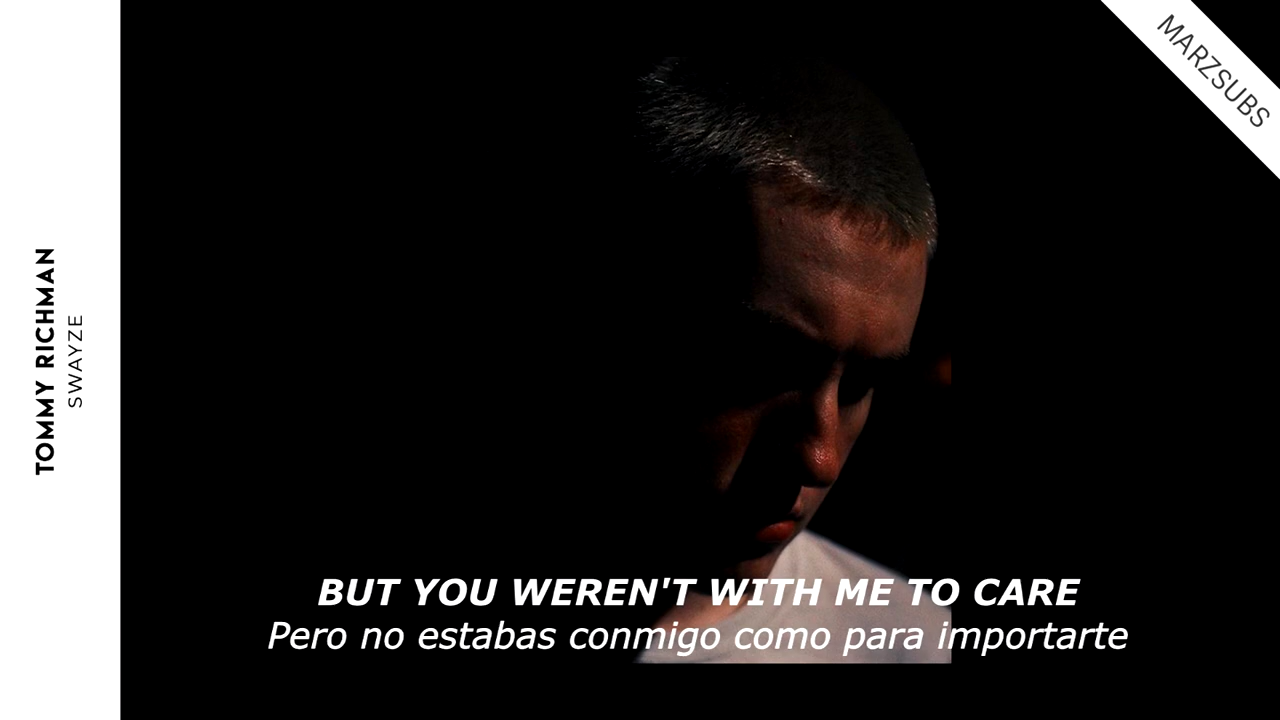 TOMMY RICHMAN
SWAYZE
MARZSUBS
BUT YOU WEREN'T WITH ME TO CARE
Pero no estabas conmigo como para importarte